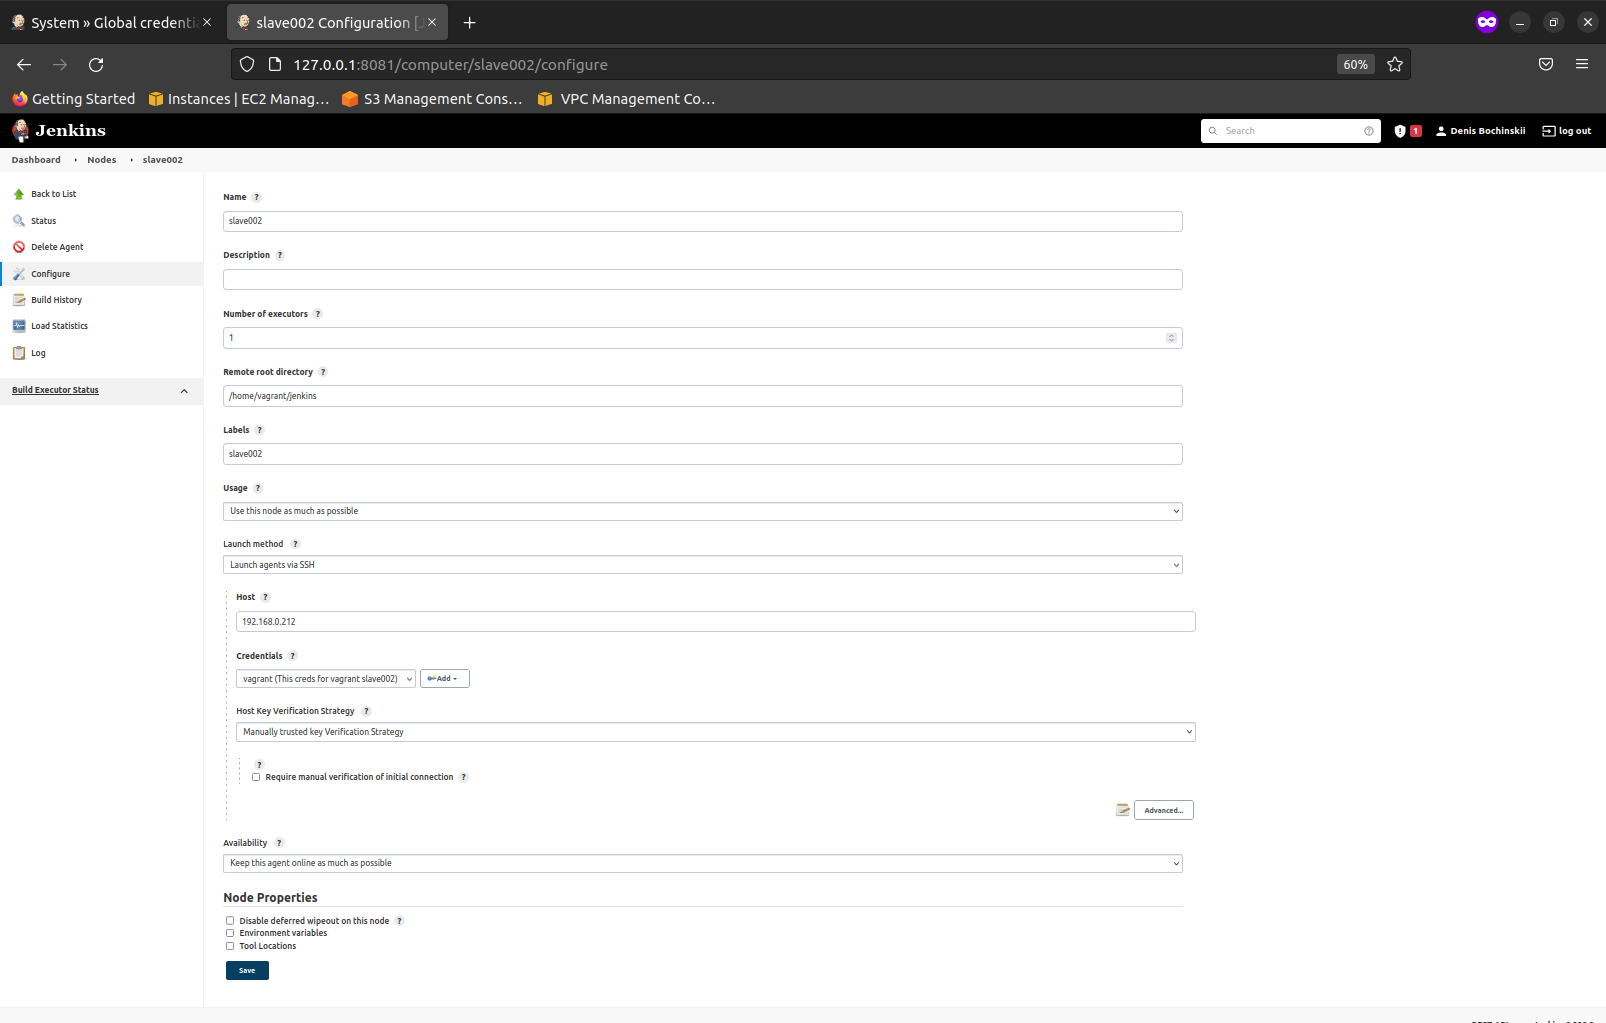 System » Global credenti
slave002 Configuration [J
127.0.0.1:8081/computer/slave002/configure
60%
Getting Started
Instances | EC2 Manag...
S3 Management Cons...
VPC Management Co...
Jenkins
Search
1
Denis Bochinskii
log out
Dashboard
Nodes
slave002
Back to List
Status
Delete Agent
Configure
Build History
Load Statistics
Log
Build Executor Status
Name ?
slave002
Description ?
Number of executors ?
1
Remote root directory ?
/home/vagrant/jenkins
Labels ?
slave002
Usage ?
Use this node as much as possible
Launch method ?
Launch agents via SSH
Host ?
192.168.0.212
Credentials ?
vagrant (This creds for vagrant slave002)
Add
Host Key Verification Strategy ?
Manually trusted key Verification Strategy
?
Require manual verification of initial connection ?
Advanced...
Availability ?
Keep this agent online as much as possible
Node Properties
Disable deferred wipeout on this node ?
Environment variables
Tool Locations
Save